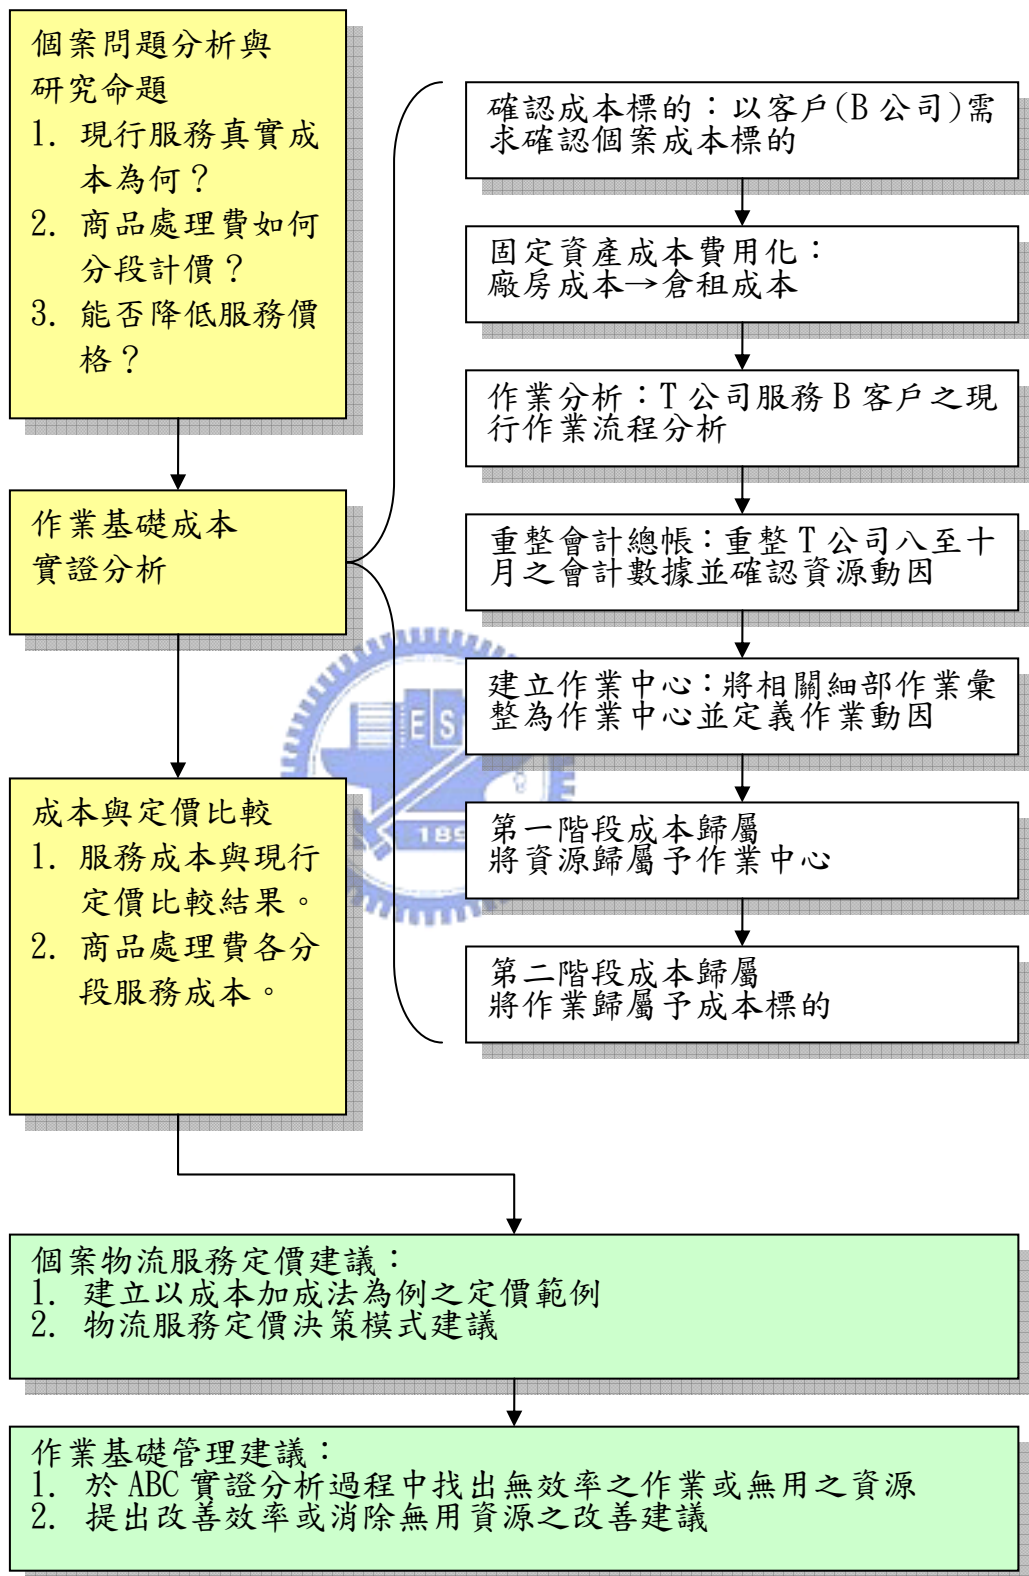 個案問題分析與
研究命題
1. 現行服務真實成
本為何？
2. 商品處理費如何
分段計價？
3. 能否降低服務價
格？
作業基礎成本
實證分析
成本與定價比較
1. 服務成本與現行
定價比較結果。
2. 商品處理費各分
段服務成本。
確認成本標的：以客戶(B 公司)需
求確認個案成本標的
固定資產成本費用化：
廠房成本→倉租成本
作業分析：T 公司服務 B 客戶之現
行作業流程分析
重整會計總帳：重整 T 公司八至十
月之會計數據並確認資源動因
建立作業中心：將相關細部作業彙
整為作業中心並定義作業動因
第一階段成本歸屬
將資源歸屬予作業中心
第二階段成本歸屬
將作業歸屬予成本標的
ES
189
個案物流服務定價建議：
1. 建立以成本加成法為例之定價範例
2. 物流服務定價決策模式建議
作業基礎管理建議：
1. 於 ABC 實證分析過程中找出無效率之作業或無用之資源
2. 提出改善效率或消除無用資源之改善建議